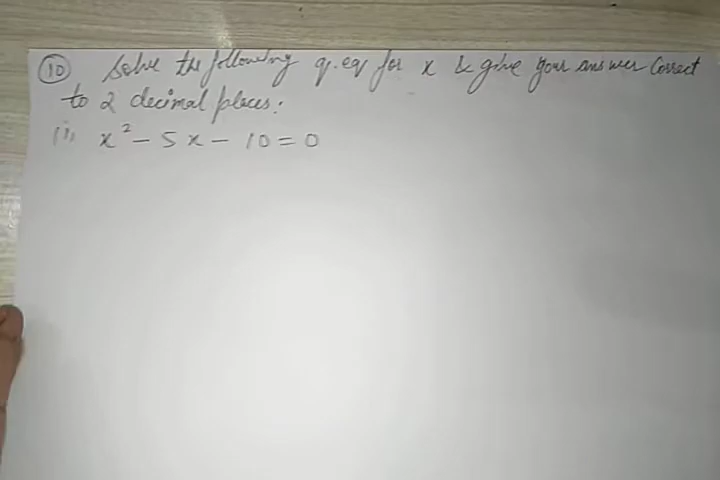 (10) Solve the following q.eq for x & give your answer correct
to 2 decimal places:
(i) x² - 5x - 10 = 0